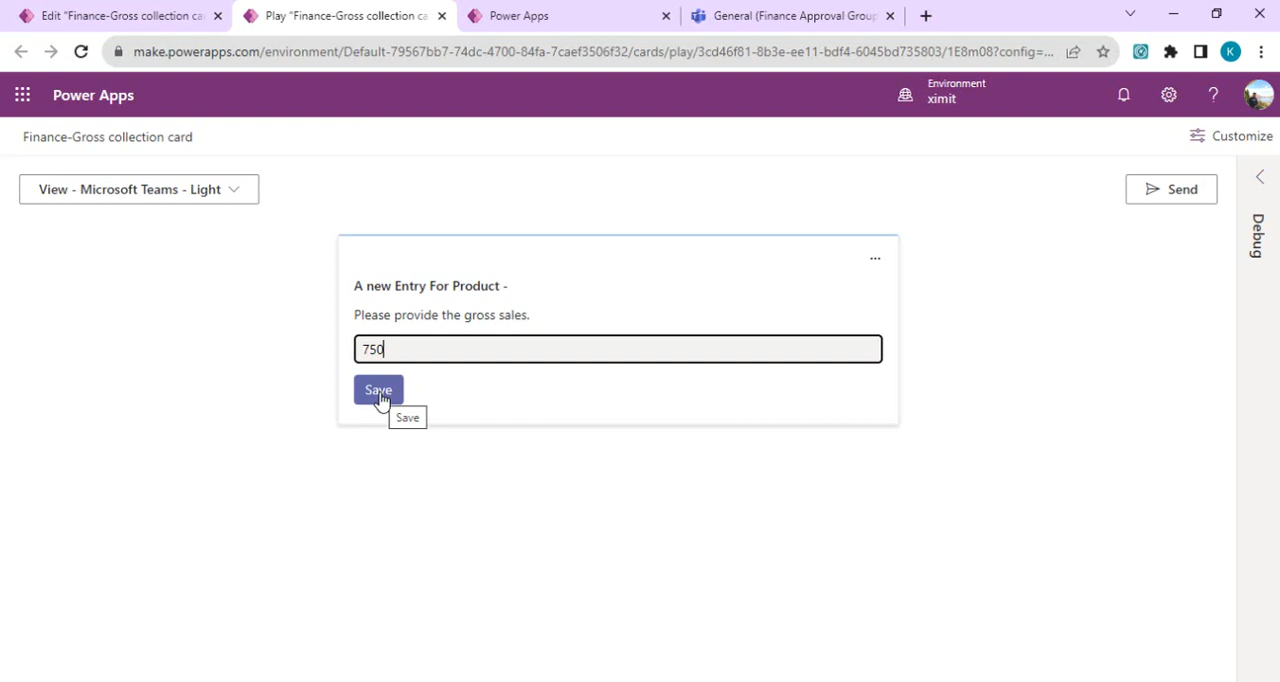 Edit "Finance-Gross collection ca
Play "Finance-Gross collection ca
Power Apps
General (Finance Approval Group
make.powerapps.com/environment/Default-79567bb7-74dc-4700-84fa-7caef3506f32/cards/play/3cd46f81-8b3e-ee11-bdf4-6045bd735803/1E8m08?config=...
K
Power Apps
Environment
ximit
Finance-Gross collection card
Customize
View - Microsoft Teams - Light
Send
Debug
...
A new Entry For Product -
Please provide the gross sales.
750
Save
Save